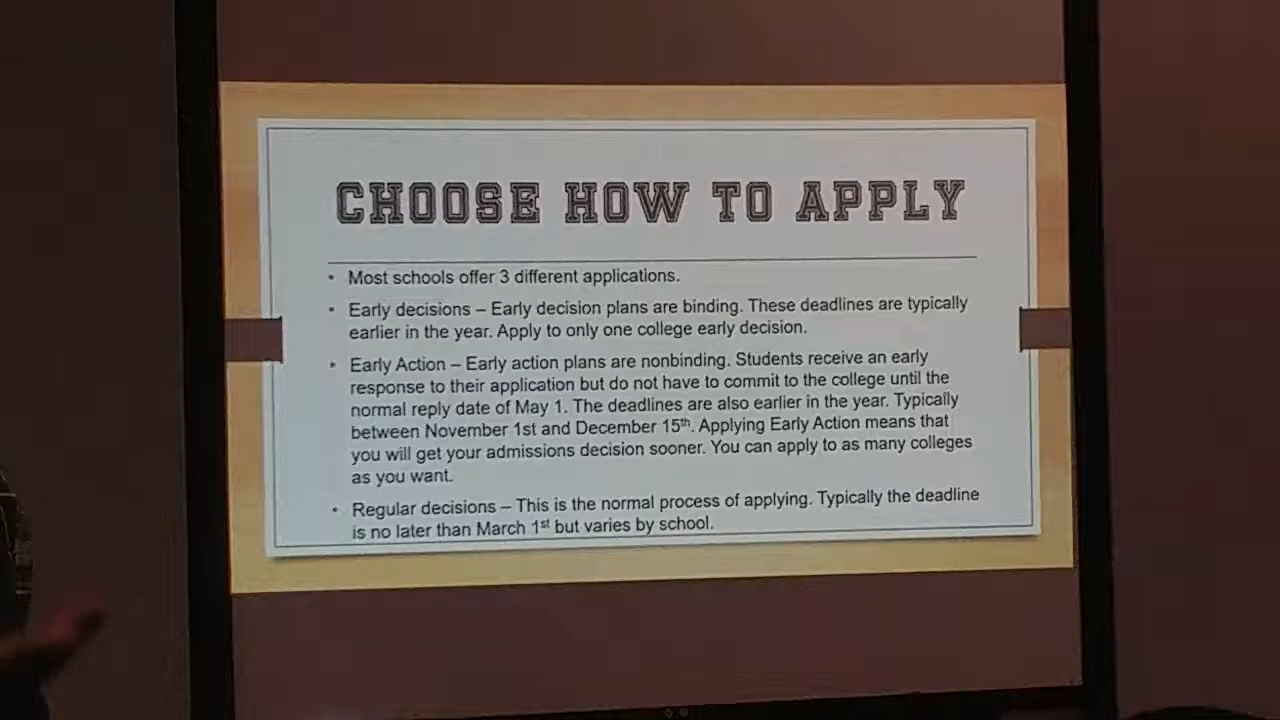 CHOOSE HOW TO APPLY
• Most schools offer 3 different applications.
• Early decisions – Early decision plans are binding. These deadlines are typically
earlier in the year. Apply to only one college early decision.
• Early Action – Early action plans are nonbinding. Students receive an early
response to their application but do not have to commit to the college until the
normal reply date of May 1. The deadlines are also earlier in the year. Typically
between November 1st and December 15th. Applying Early Action means that
you will get your admissions decision sooner. You can apply to as many colleges
as you want.
• Regular decisions – This is the normal process of applying. Typically the deadline
is no later than March 1st but varies by school.